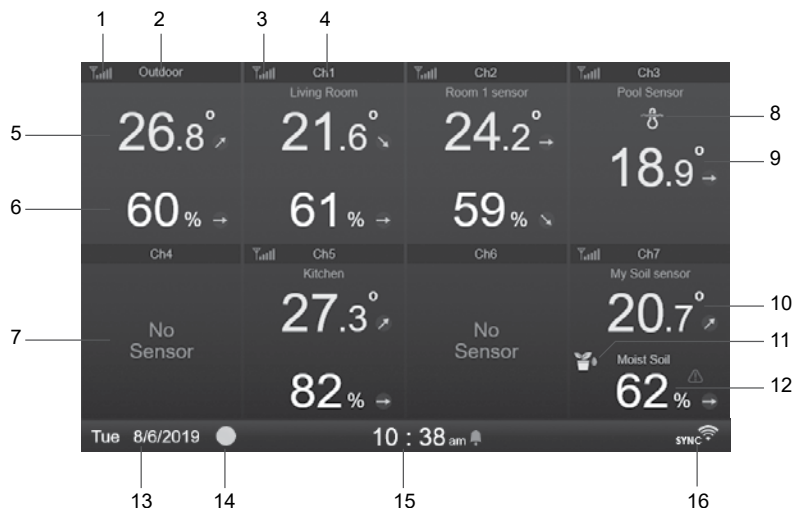 1 2 3 4
Outdoor Ch1 Ch2 Ch3
Living Room Room 1 sensor Pool Sensor
8
5 26.8° 21.6° 24.2°
18.9° 9
6 60% 61% 59%
Ch4 Ch5 Ch6 Ch7
Kitchen My Soil sensor
27.3° 20.7° 10
7 No Sensor No Sensor
11
Moist Soil
82% 62% 12
Tue 8/6/2019 10 : 38 am SYNC
13 14 15 16